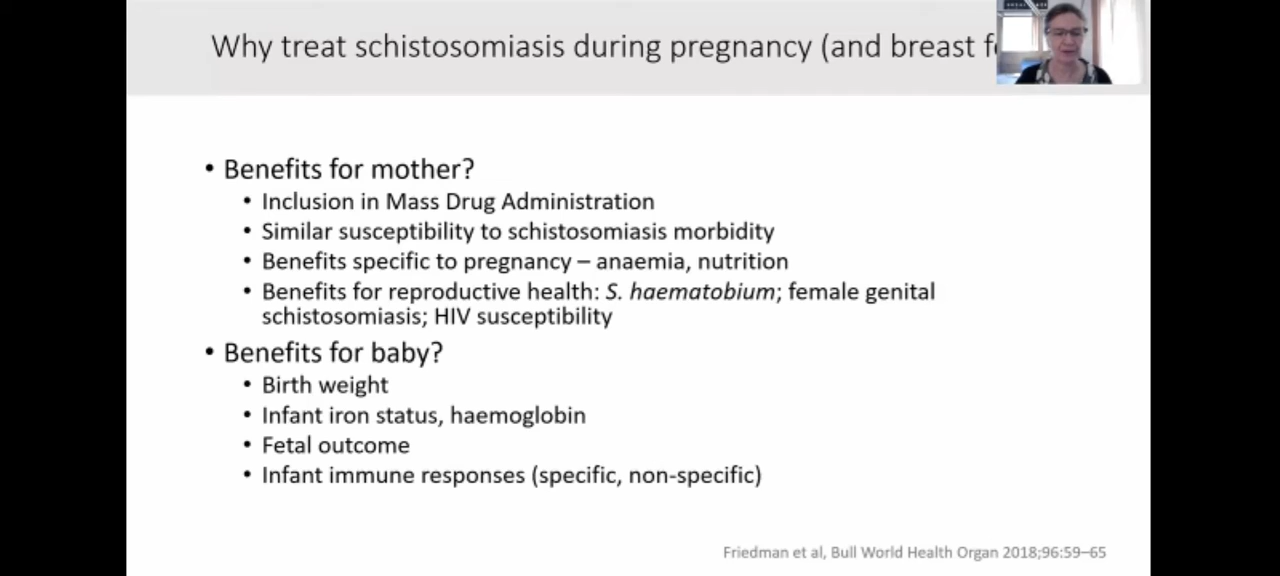 Why treat schistosomiasis during pregnancy (and breast
• Benefits for mother?
• Inclusion in Mass Drug Administration
• Similar susceptibility to schistosomiasis morbidity
• Benefits specific to pregnancy – anaemia, nutrition
• Benefits for reproductive health: S. haematobium; female genital
schistosomiasis; HIV susceptibility
• Benefits for baby?
• Birth weight
• Infant iron status, haemoglobin
• Fetal outcome
• Infant immune responses (specific, non-specific)
Friedman et al, Bull World Health Organ 2018;96:59–65